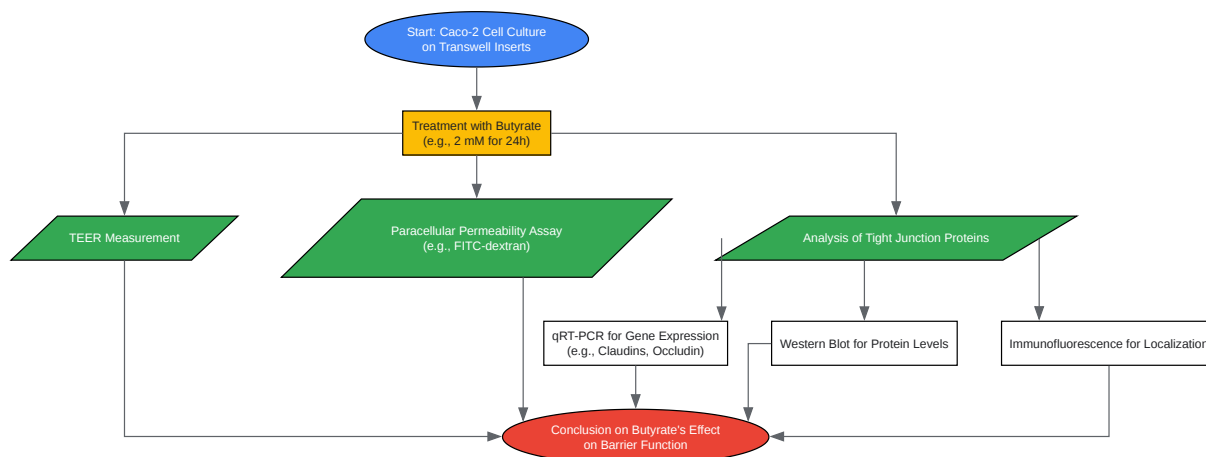 Start: Caco-2 Cell Culture
on Transwell Inserts
Treatment with Butyrate
(e.g., 2 mM for 24h)
TEER Measurement
Paracellular Permeability Assay
(e.g., FITC-dextran)
Analysis of Tight Junction Proteins
qRT-PCR for Gene Expression
(e.g., Claudins, Occludin)
Western Blot for Protein Levels
Immunofluorescence for Localization
Conclusion on Butyrate's Effect
on Barrier Function